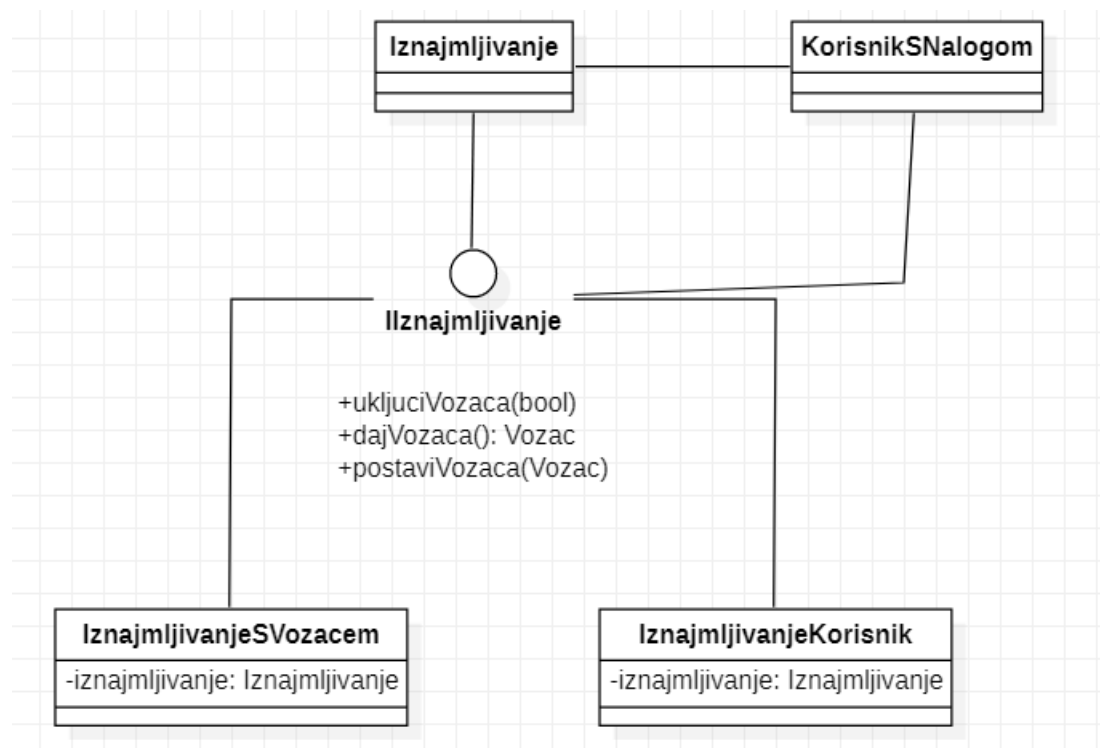 Iznajmljivanje
KorisnikSNalogom
IIznajmljivanje
+ukljuciVozaca(bool)
+dajVozaca(): Vozac
+postaviVozaca(Vozac)
IznajmljivanjeSVozacem
-iznajmljivanje: Iznajmljivanje
IznajmljivanjeKorisnik
-iznajmljivanje: Iznajmljivanje